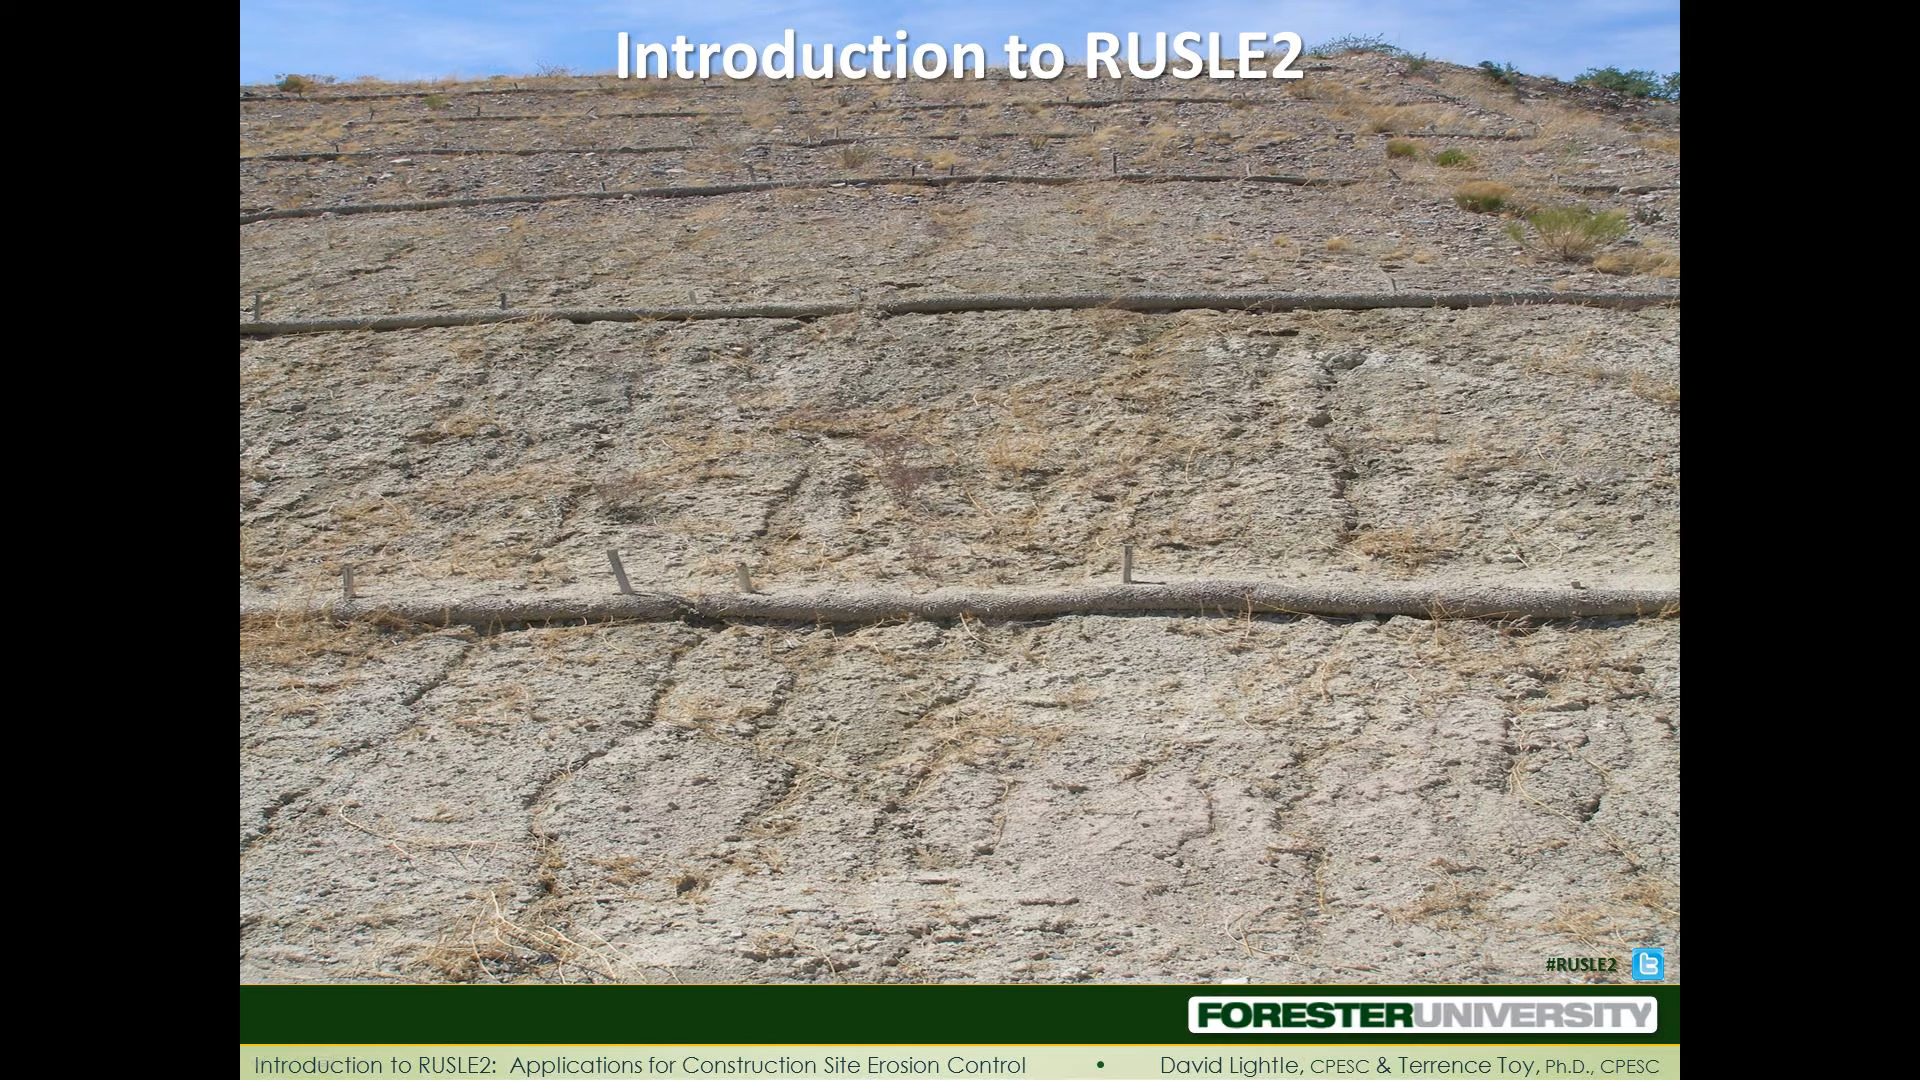 Introduction to RUSLE2
#RUSLE2
FORESTERUNIVERSITY
Introduction to RUSLE2: Applications for Construction Site Erosion Control • David Lightle, CPESC & Terrence Toy, Ph.D., CPESC